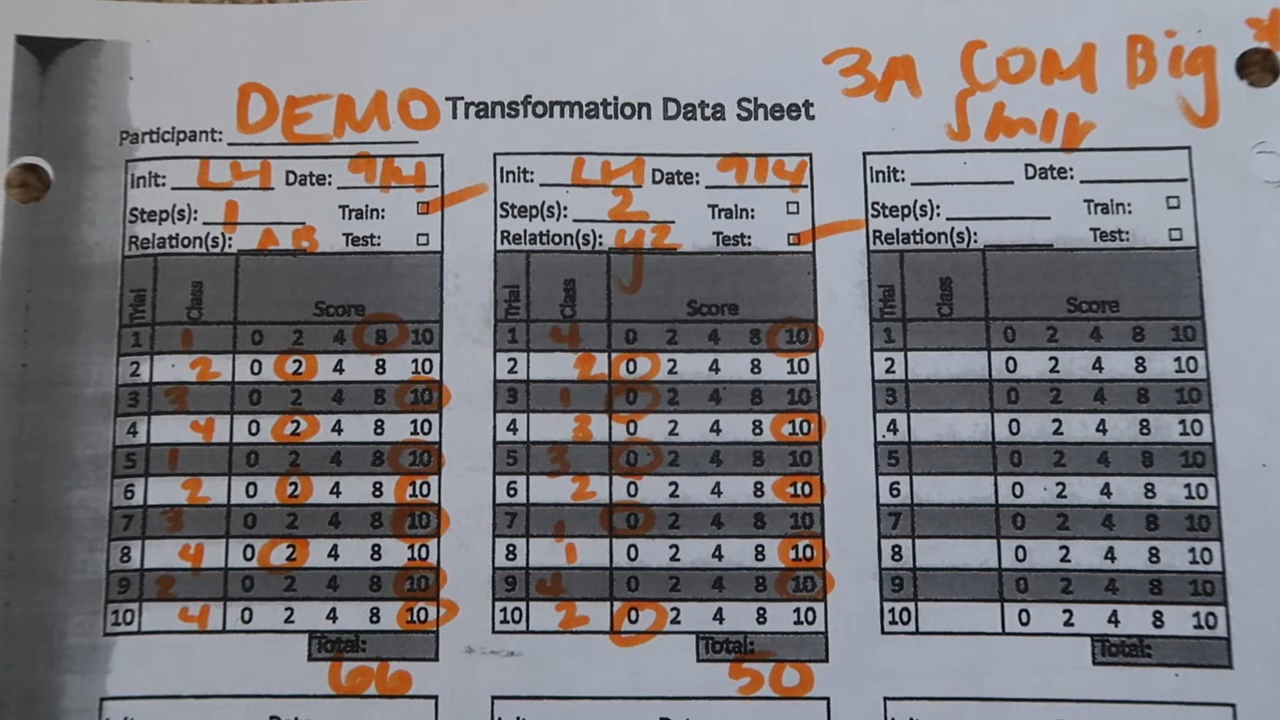 3A COM Big
DEMO Transformation Data Sheet
Participant:
Init: LH Date: 9/4
Step(s): 1 Train:
Relation(s): AB Test:
Trial Class Score
1 1 0 2 4 8 10
2 2 0 2 4 8 10
3 3 0 2 4 8 10
4 4 0 2 4 8 10
5 1 0 2 4 8 10
6 2 0 2 4 8 10
7 3 0 2 4 8 10
8 4 0 2 4 8 10
9 2 0 2 4 8 10
10 4 0 2 4 8 10
Total:
66
Init: LH Date: 9/4
Step(s): 2 Train:
Relation(s): yz Test:
Trial Class Score
1 4 0 2 4 8 10
2 2 0 2 4 8 10
3 1 0 2 4 8 10
4 3 0 2 4 8 10
5 3 0 2 4 8 10
6 2 0 2 4 8 10
7 1 0 2 4 8 10
8 1 0 2 4 8 10
9 4 0 2 4 8 10
10 2 0 2 4 8 10
Total:
50
Init: Date:
Step(s): Train:
Relation(s): Test:
Trial Class Score
1 0 2 4 8 10
2 0 2 4 8 10
3 0 2 4 8 10
4 0 2 4 8 10
5 0 2 4 8 10
6 0 2 4 8 10
7 0 2 4 8 10
8 0 2 4 8 10
9 0 2 4 8 10
10 0 2 4 8 10
Total: